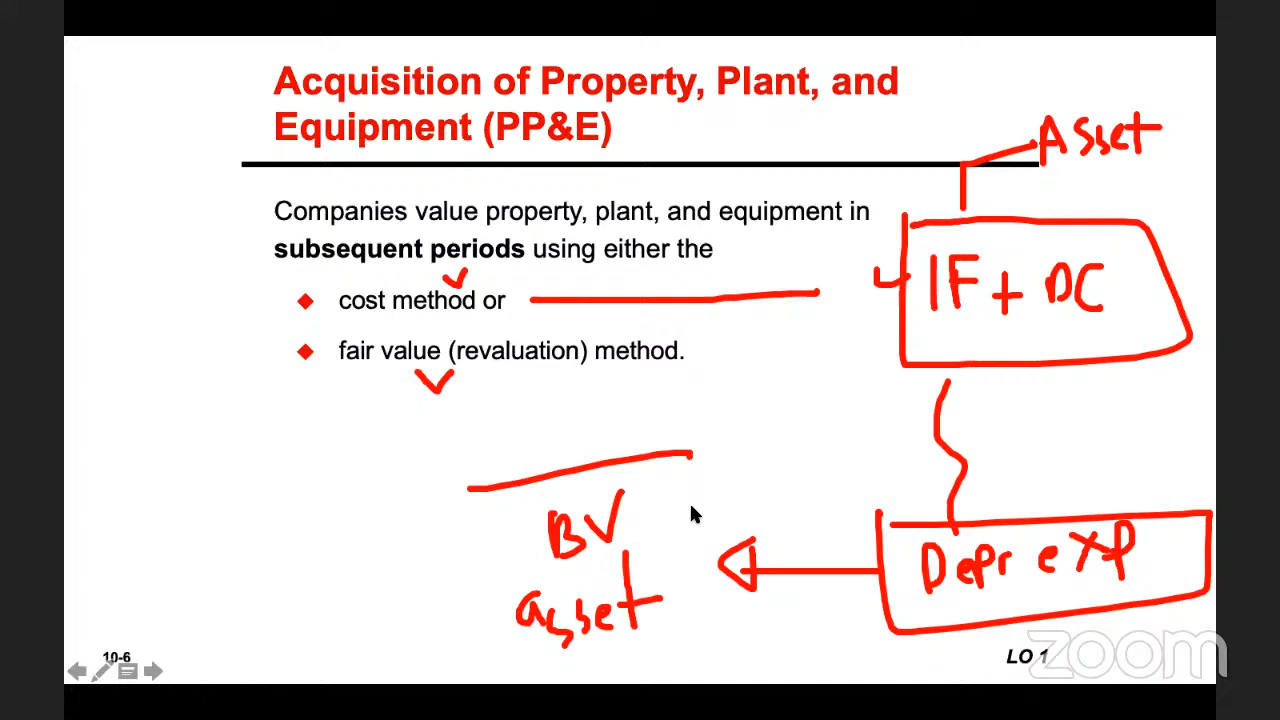 Acquisition of Property, Plant, and
Equipment (PP&E)
Asset
Companies value property, plant, and equipment in
subsequent periods using either the
IF + DC
◆ cost method or
◆ fair value (revaluation) method.
BV
asset
Depr exp
10-6
LO 1
zoom